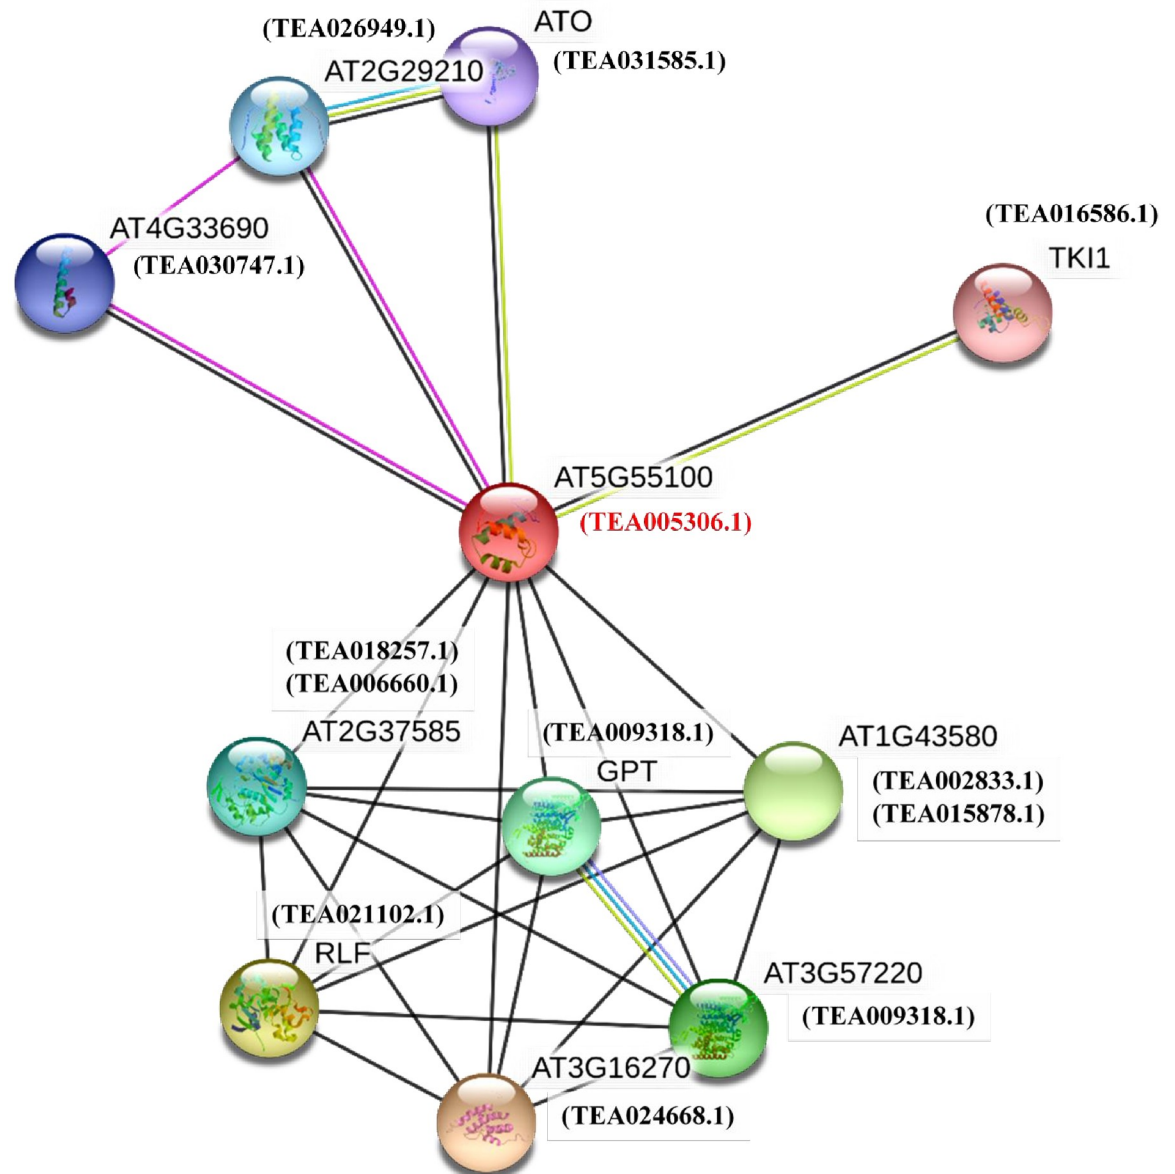 ATO
(TEA026949.1)
(TEA031585.1)
AT2G29210
(TEA016586.1)
AT4G33690
(TEA030747.1)
TKI1
AT5G55100
(TEA005306.1)
(TEA018257.1)
(TEA006660.1)
AT2G37585
(TEA009318.1)
GPT
AT1G43580
(TEA002833.1)
(TEA015878.1)
(TEA021102.1)
RLF
AT3G57220
(TEA009318.1)
AT3G16270
(TEA024668.1)